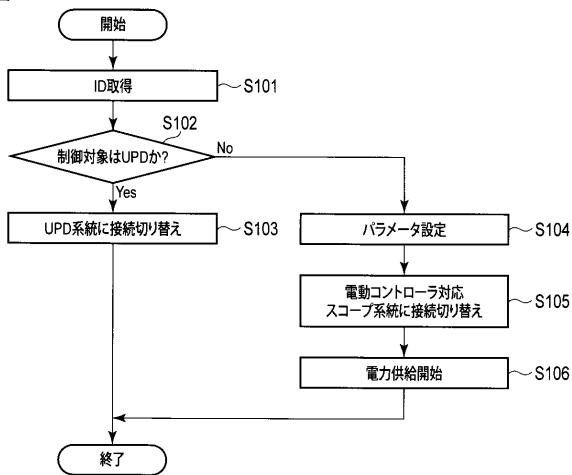 開始
ID取得
S101
S102
制御対象はUPDか?
No
Yes
UPD系統に接続切り替え
S103
パラメータ設定
S104
電動コントローラ対応
スコープ系統に接続切り替え
S105
電力供給開始
S106
終了